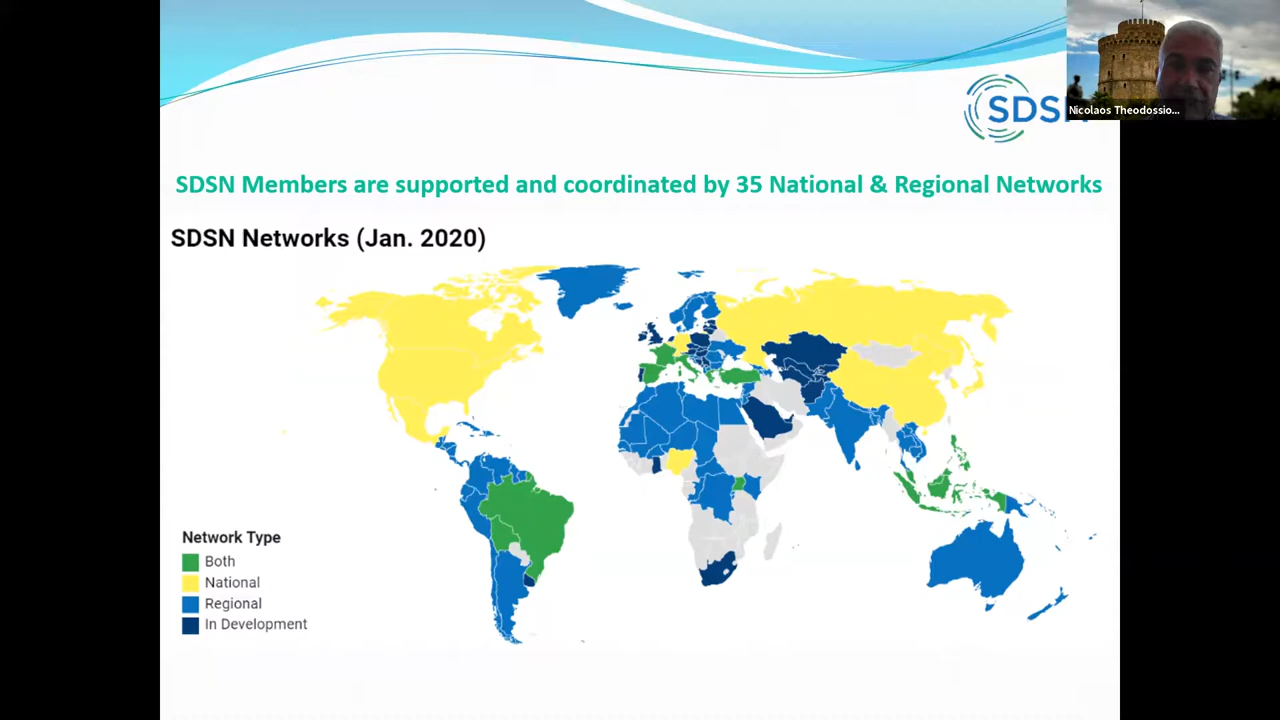 SDS
Nicolaos Theodossio...
SDSN Members are supported and coordinated by 35 National & Regional Networks
SDSN Networks (Jan. 2020)
Network Type
Both
National
Regional
In Development